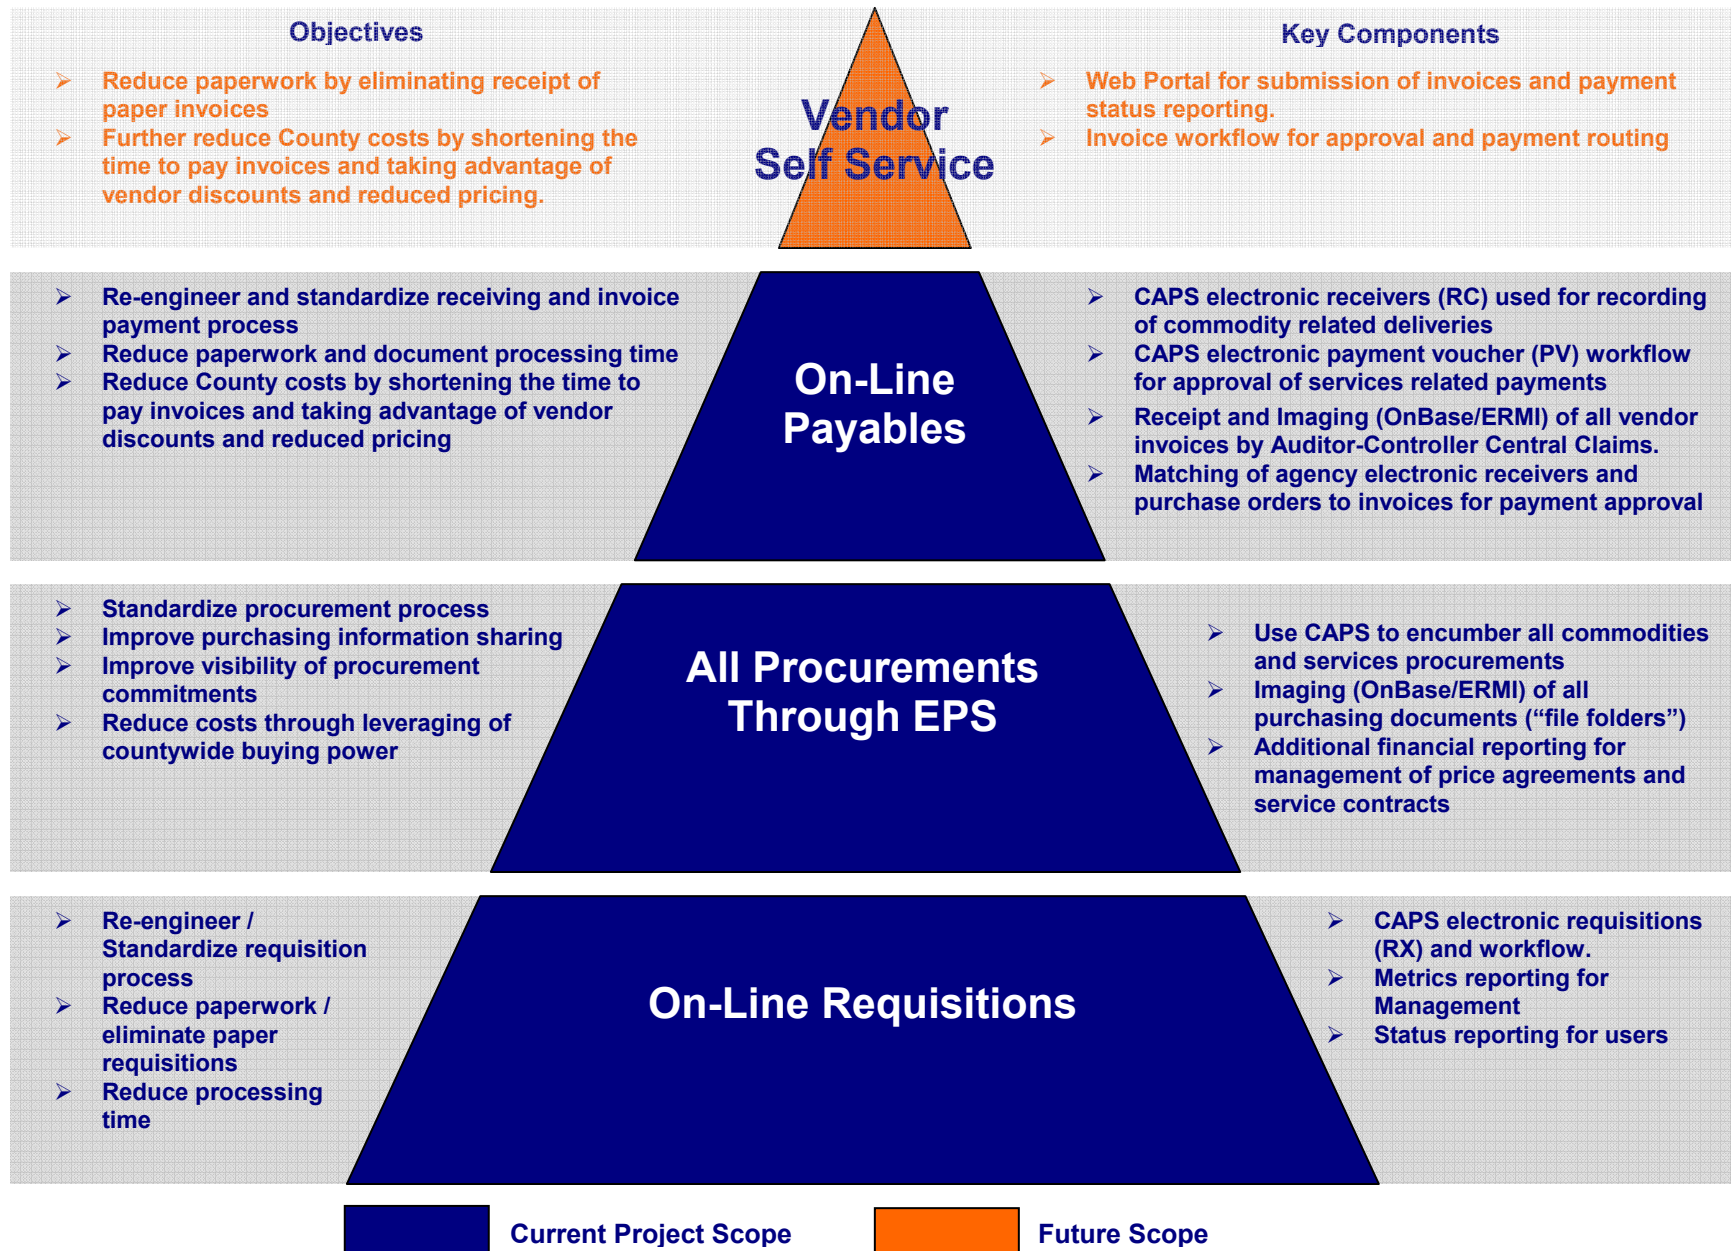 Objectives
➢ Reduce paperwork by eliminating receipt of
paper invoices
➢ Further reduce County costs by shortening the
time to pay invoices and taking advantage of
vendor discounts and reduced pricing.
Vendor
Self Service
Key Components
➢ Web Portal for submission of invoices and payment
status reporting.
➢ Invoice workflow for approval and payment routing
➢ Re-engineer and standardize receiving and invoice
payment process
➢ Reduce paperwork and document processing time
➢ Reduce County costs by shortening the time to
pay invoices and taking advantage of vendor
discounts and reduced pricing
On-Line
Payables
➢ CAPS electronic receivers (RC) used for recording
of commodity related deliveries
➢ CAPS electronic payment voucher (PV) workflow
for approval of services related payments
➢ Receipt and Imaging (OnBase/ERMI) of all vendor
invoices by Auditor-Controller Central Claims.
➢ Matching of agency electronic receivers and
purchase orders to invoices for payment approval
➢ Standardize procurement process
➢ Improve purchasing information sharing
➢ Improve visibility of procurement
commitments
➢ Reduce costs through leveraging of
countywide buying power
All Procurements
Through EPS
➢ Use CAPS to encumber all commodities
and services procurements
➢ Imaging (OnBase/ERMI) of all
purchasing documents (“file folders”)
➢ Additional financial reporting for
management of price agreements and
service contracts
➢ Re-engineer /
Standardize requisition
process
➢ Reduce paperwork /
eliminate paper
requisitions
➢ Reduce processing
time
On-Line Requisitions
➢ CAPS electronic requisitions
(RX) and workflow.
➢ Metrics reporting for
Management
➢ Status reporting for users
Current Project Scope
Future Scope